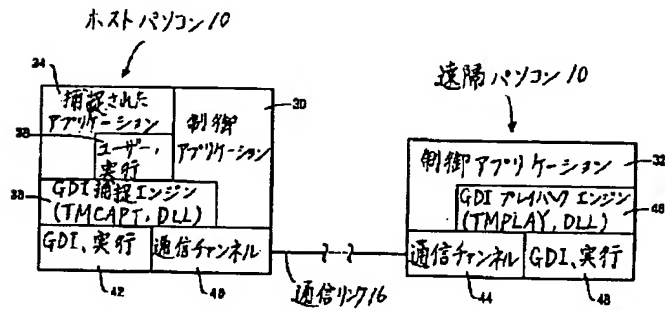 ホストパソコン10
34
捕捉された
アプリケーション
38
ユーザー、
実行
制御
アプリケーション
30
GDI 捕捉エンジン
(TMCAPT, DLL)
GDI、実行
通信チャンネル
42
40
通信リンク16
遠隔パソコン10
制御アプリケーション
32
GDI プレイバックエンジン
(TMPLAY, DLL)
通信チャンネル
GDI、実行
44
48